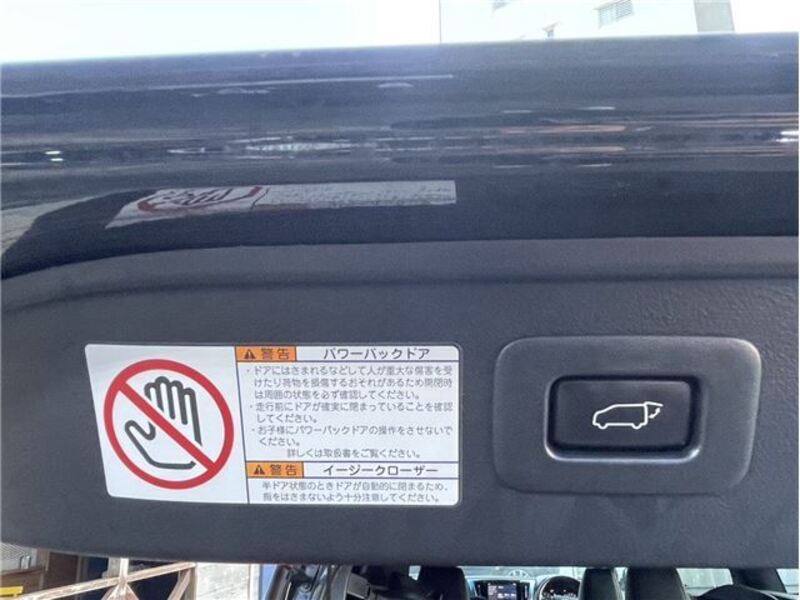 警告 パワーバックドア
・ドアにはさまれるなどして人が重大な傷害を受
けたり荷物を損傷するおそれがあるため開閉時
は周囲の状態を必ず確認してください。
・走行前にドアが確実に閉まっていることを確認
してください。
・お子様にパワーバックドアの操作をさせないで
ください。
詳しくは取扱書をご覧ください。
警告 イージークローザー
半ドア状態のときドアが自動的に閉まるため、
指をはさまないよう十分注意してください。